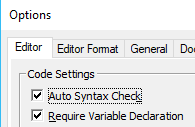 Options
Editor Editor Format General
Code Settings
Auto Syntax Check
Require Variable Declaration